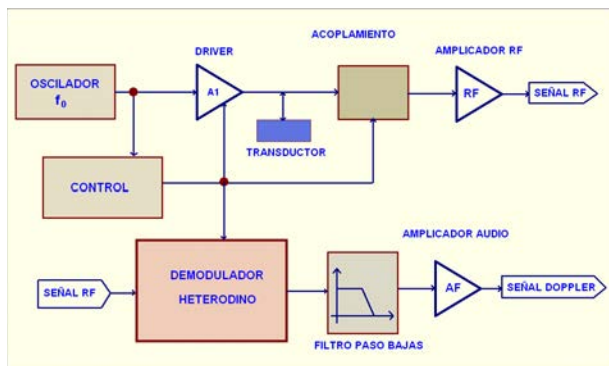 ACOPLAMIENTO
DRIVER
AMPLICADOR RF
OSCILADOR
f0
A1
RF
SEÑAL RF
TRANSDUCTOR
CONTROL
AMPLICADOR AUDIO
DEMODULADOR
HETERODINO
SEÑAL RF
AF
SEÑAL DOPPLER
FILTRO PASO BAJAS